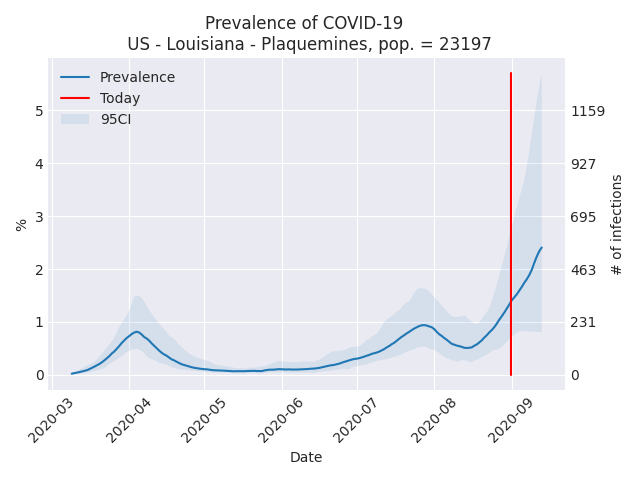 Prevalence of COVID-19
US - Louisiana - Plaquemines, pop. = 23197
Prevalence
Today
95CI
5
4
3
2
1
0
%
1159
927
695
463
231
0
# of infections
2020-03
2020-04
2020-05
2020-06
2020-07
2020-08
2020-09
Date